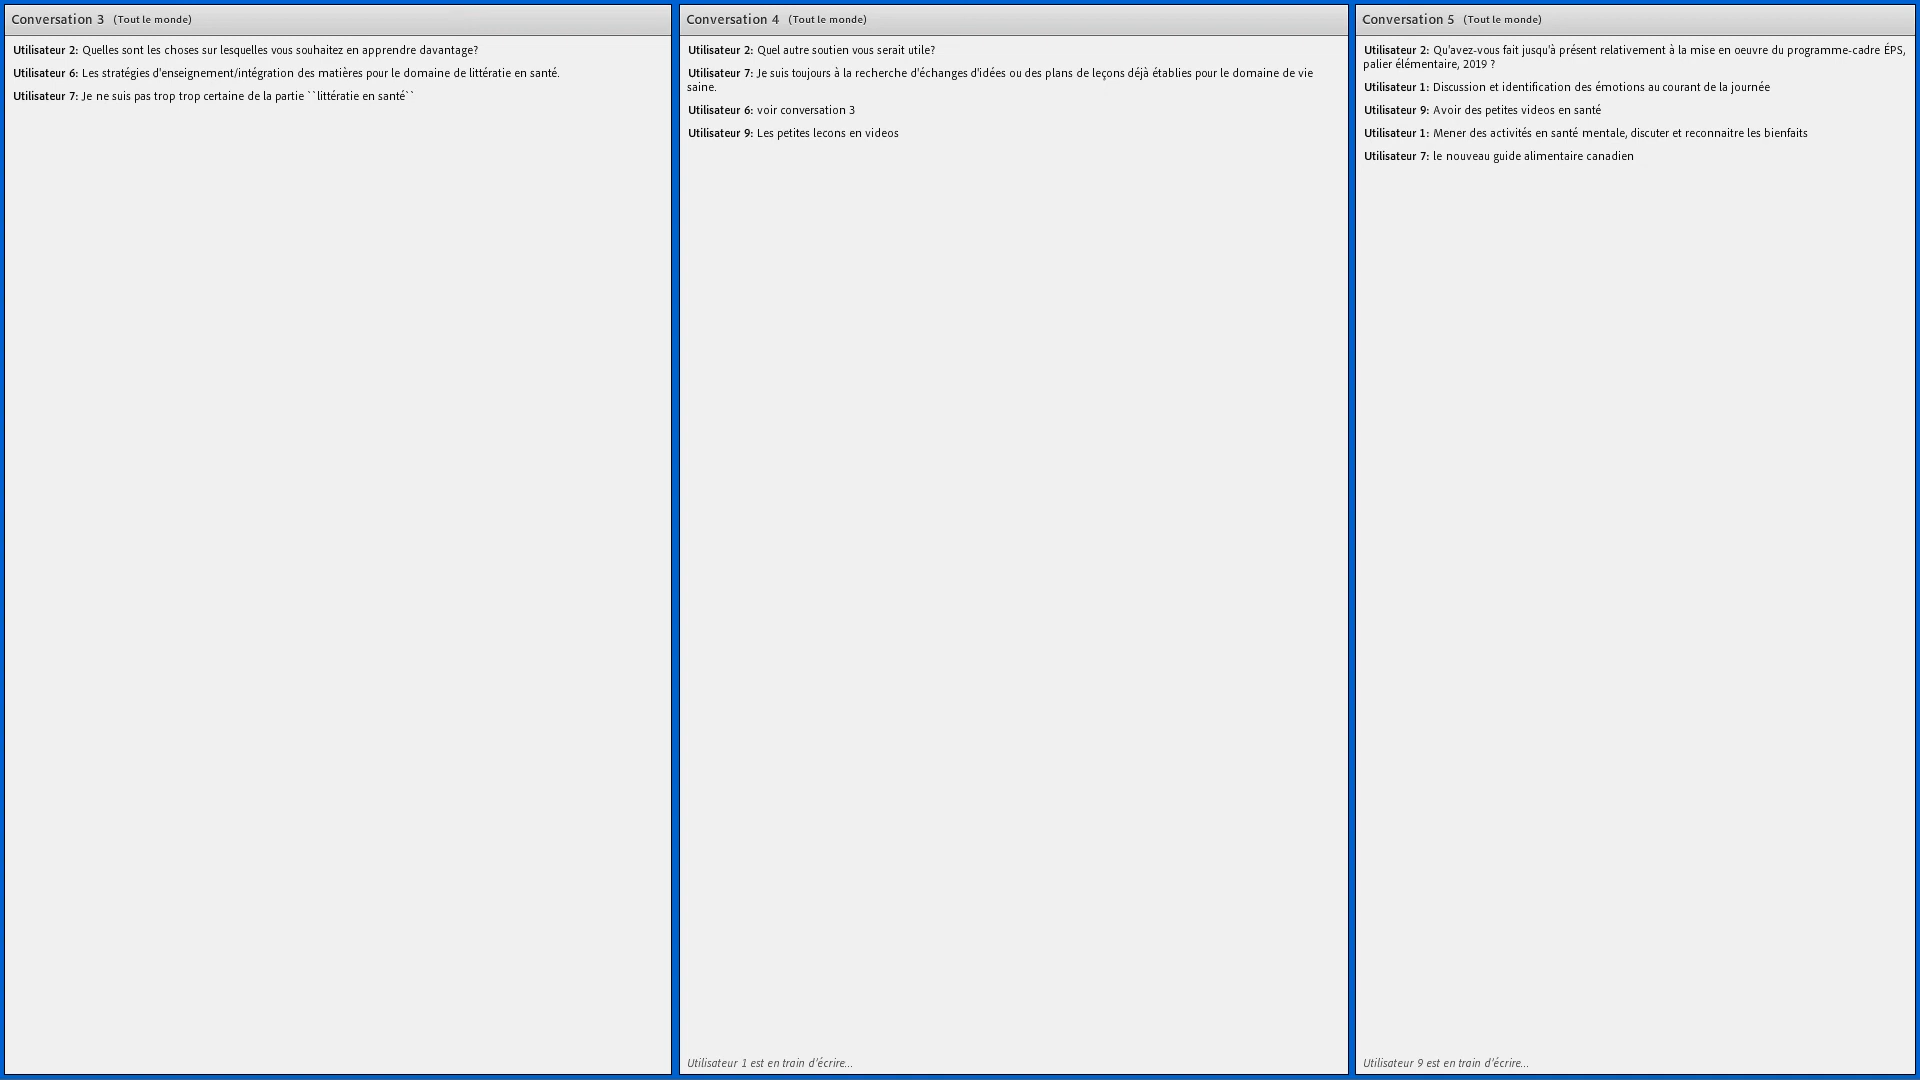 Conversation 3 (Tout le monde)
Utilisateur 2: Quelles sont les choses sur lesquelles vous souhaitez en apprendre davantage?
Utilisateur 6: Les stratégies d'enseignement/intégration des matières pour le domaine de littératie en santé.
Utilisateur 7: Je ne suis pas trop trop certaine de la partie ``littératie en santé``
Conversation 4 (Tout le monde)
Utilisateur 2: Quel autre soutien vous serait utile?
Utilisateur 7: Je suis toujours à la recherche d'échanges d'idées ou des plans de leçons déjà établies pour le domaine de vie
saine.
Utilisateur 6: voir conversation 3
Utilisateur 9: Les petites lecons en videos
Utilisateur 1 est en train d'écrire...
Conversation 5 (Tout le monde)
Utilisateur 2: Qu'avez-vous fait jusqu'à présent relativement à la mise en oeuvre du programme-cadre ÉPS,
palier élémentaire, 2019 ?
Utilisateur 1: Discussion et identification des émotions au courant de la journée
Utilisateur 9: Avoir des petites videos en santé
Utilisateur 1: Mener des activités en santé mentale, discuter et reconnaitre les bienfaits
Utilisateur 7: le nouveau guide alimentaire canadien
Utilisateur 9 est en train d'écrire...